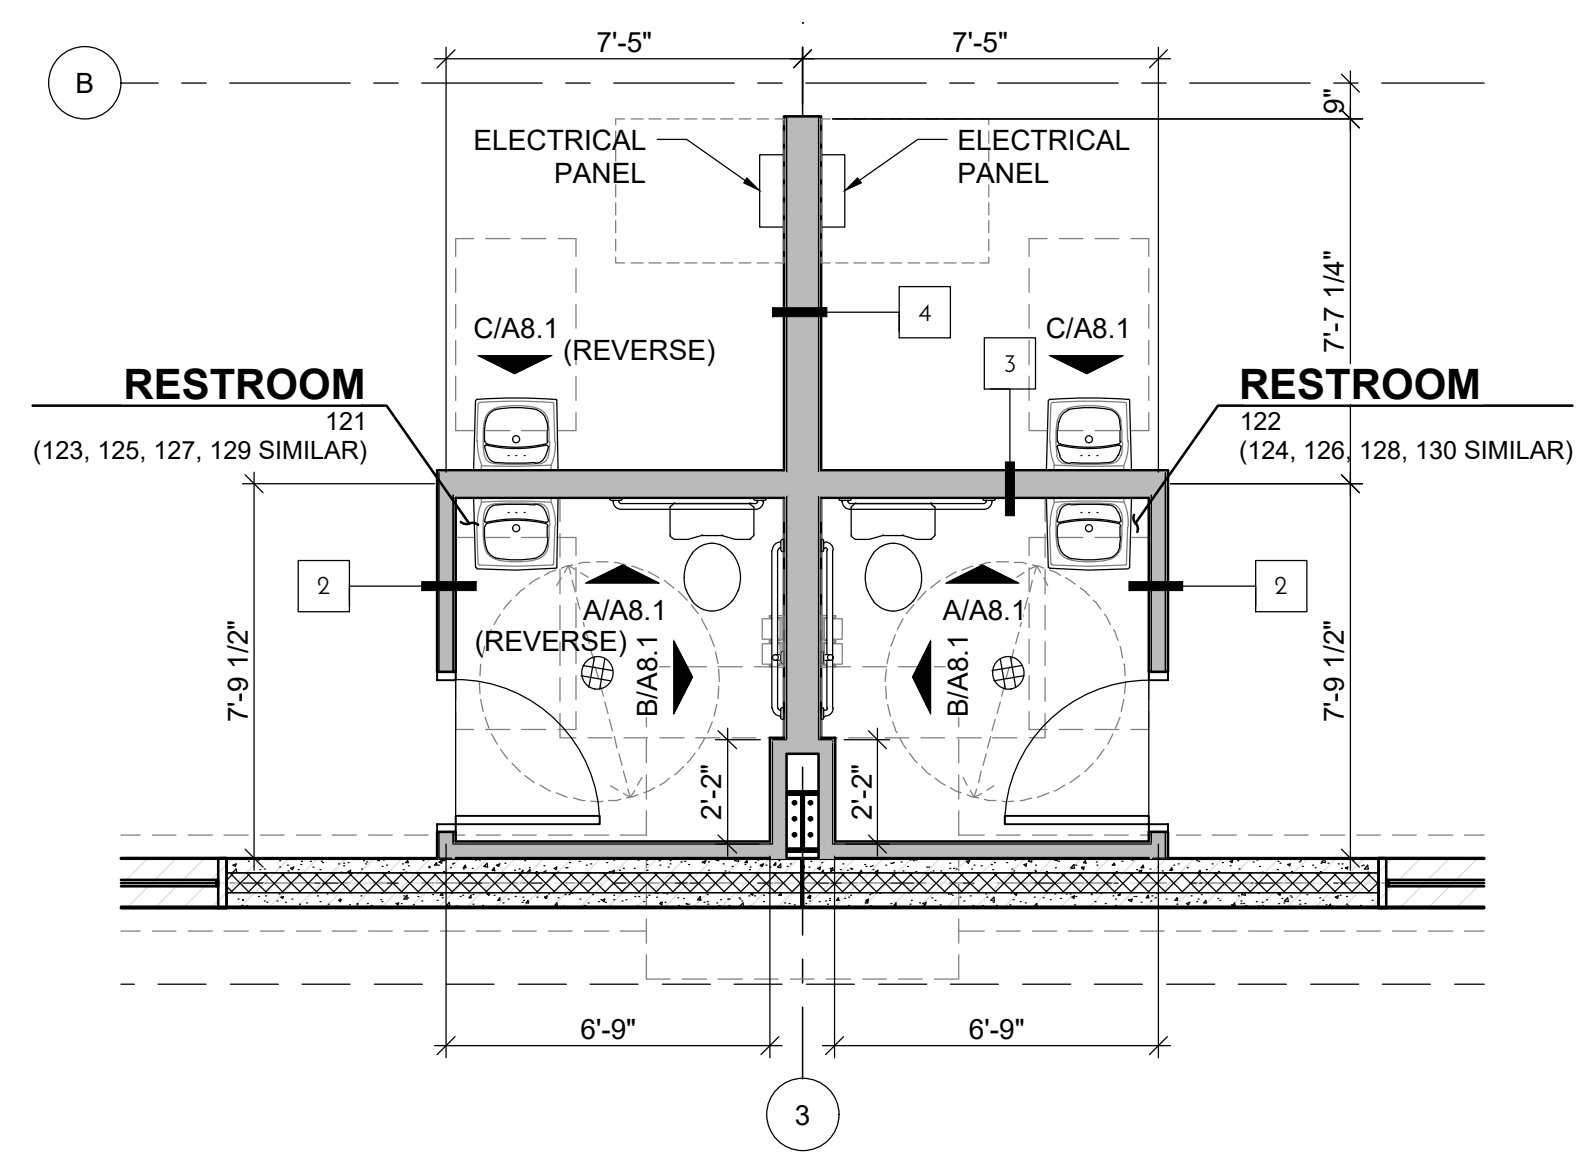 7'-5" 7'-5"
B
9"
ELECTRICAL
PANEL
ELECTRICAL
PANEL
7'-7 1/4"
4
C/A8.1
(REVERSE)
C/A8.1
3
RESTROOM
121
(123, 125, 127, 129 SIMILAR)
RESTROOM
122
(124, 126, 128, 130 SIMILAR)
2
2
A/A8.1
(REVERSE)
A/A8.1
B/A8.1
B/A8.1
7'-9 1/2"
7'-9 1/2"
2'-2"
2'-2"
6'-9" 6'-9"
3